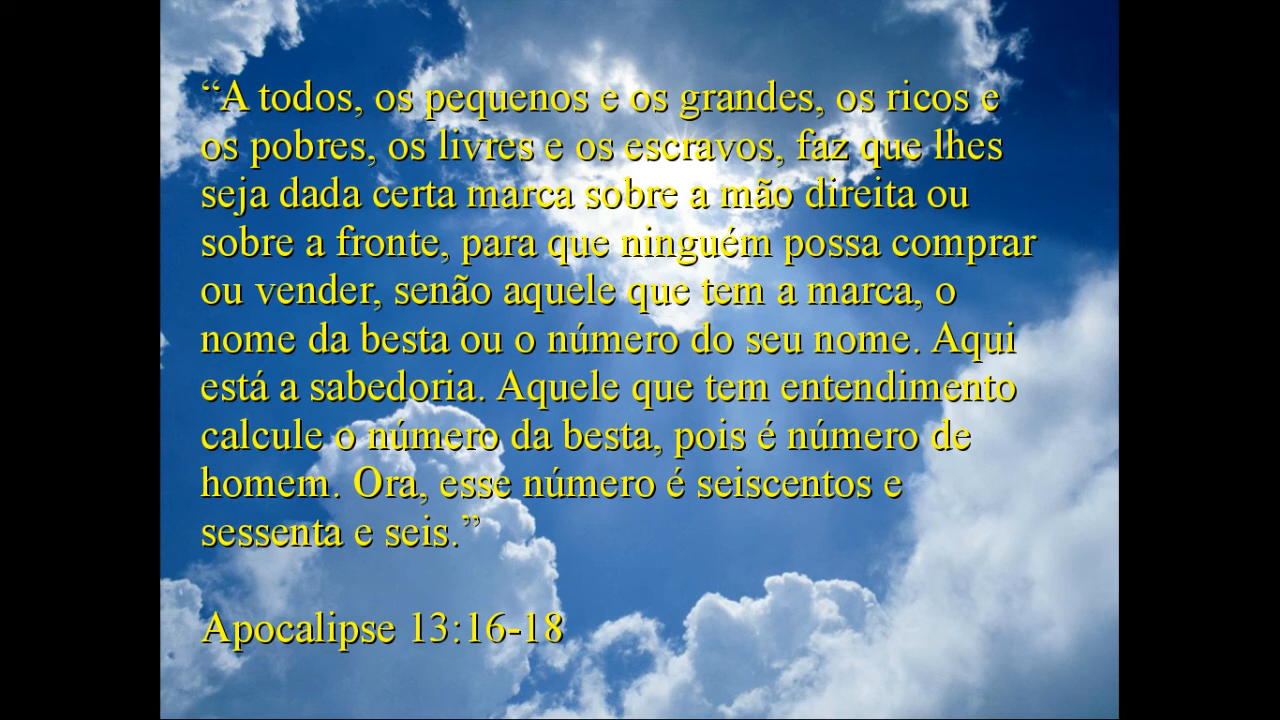 “A todos, os pequenos e os grandes, os ricos e
os pobres, os livres e os escravos, faz que lhes
seja dada certa marca sobre a mão direita ou
sobre a fronte, para que ninguém possa comprar
ou vender, senão aquele que tem a marca, o
nome da besta ou o número do seu nome. Aqui
está a sabedoria. Aquele que tem entendimento
calcule o número da besta, pois é número de
homem. Ora, esse número é seiscentos e
sessenta e seis.”
Apocalipse 13:16-18